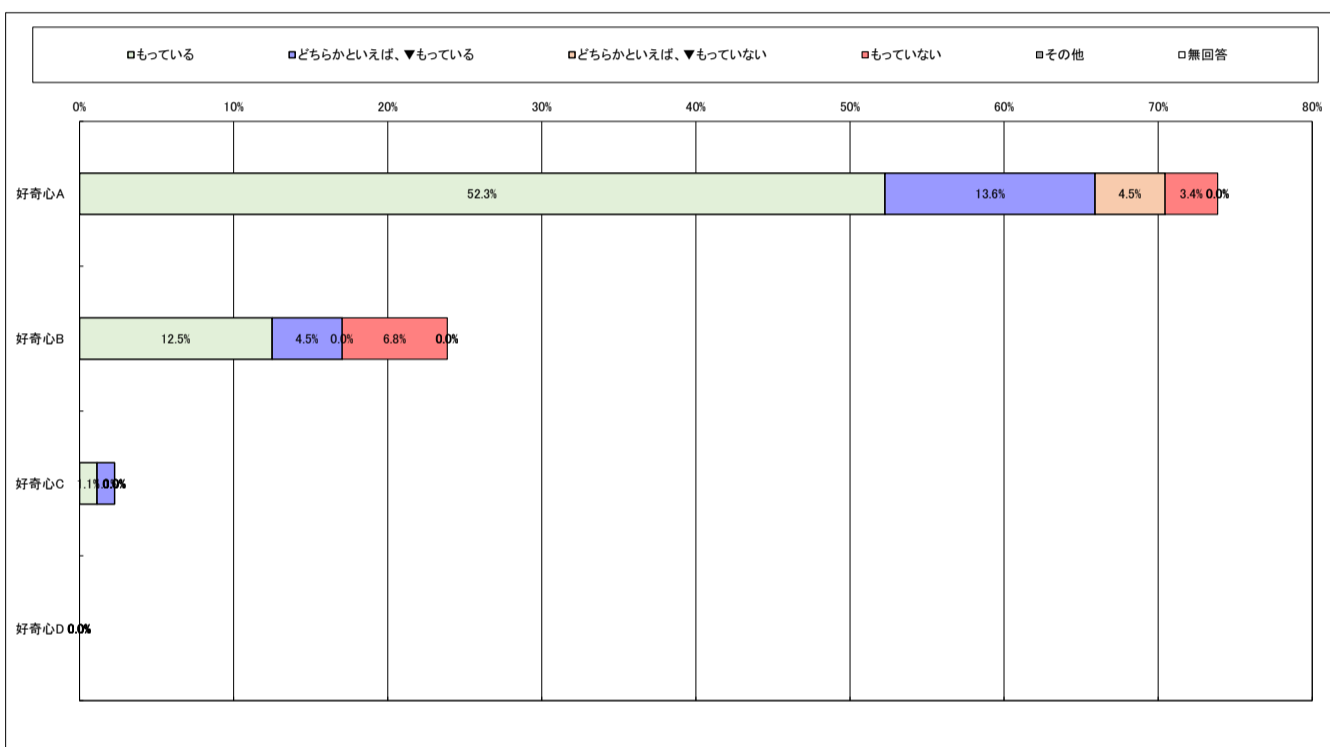 もっている どちらかといえば、▼もっている どちらかといえば、▼もっていない もっていない その他 無回答
0% 10% 20% 30% 40% 50% 60% 70% 80%
好奇心A 52.3% 13.6% 4.5% 3.4% 0.0%
好奇心B 12.5% 4.5% 0.0% 6.8% 0.0%
好奇心C 1.1% 0.0%
好奇心D 0.0%